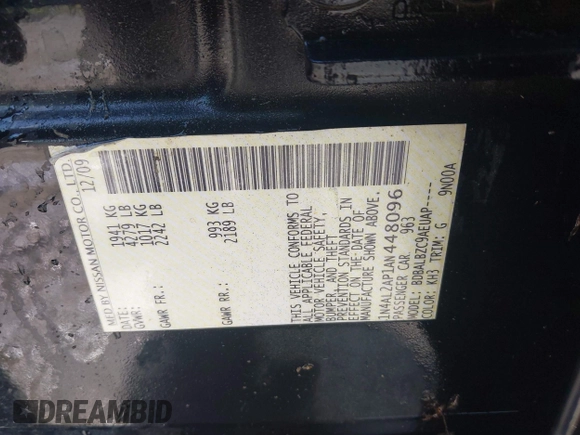 MFD BY NISSAN MOTOR CO., LTD.
DATE: 12/09
GVWR: 1941 KG
4279 LB
GAWR FR.: 1017 KG
2242 LB
GAWR RR: 993 KG
2189 LB
THIS VEHICLE CONFORMS TO
ALL APPLICABLE FEDERAL
MOTOR VEHICLE SAFETY,
BUMPER, AND THEFT
PREVENTION STANDARDS IN
EFFECT ON THE DATE OF
MANUFACTURE SHOWN ABOVE.
1N4AL2AP1AN448096
PASSENGER CAR 963
MODEL: BDBALBZC9AEUAP-----
COLOR: KH3 TRIM: G 9N00A
DREAMBID